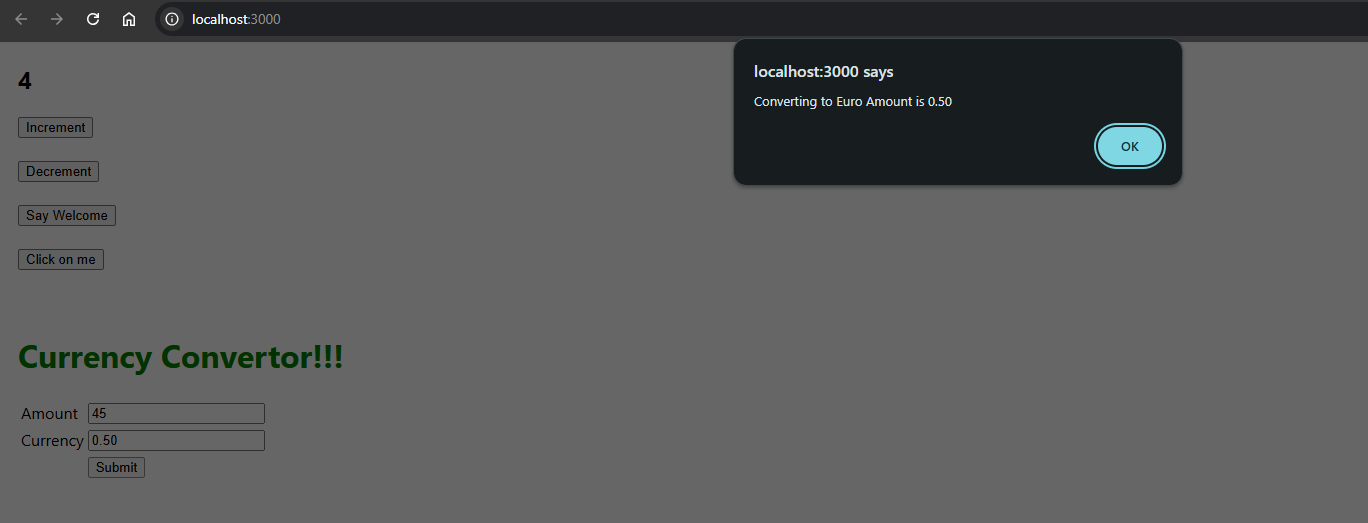 localhost:3000
localhost:3000 says
Converting to Euro Amount is 0.50
OK
4
Increment
Decrement
Say Welcome
Click on me
Currency Convertor!!!
Amount 45
Currency 0.50
Submit